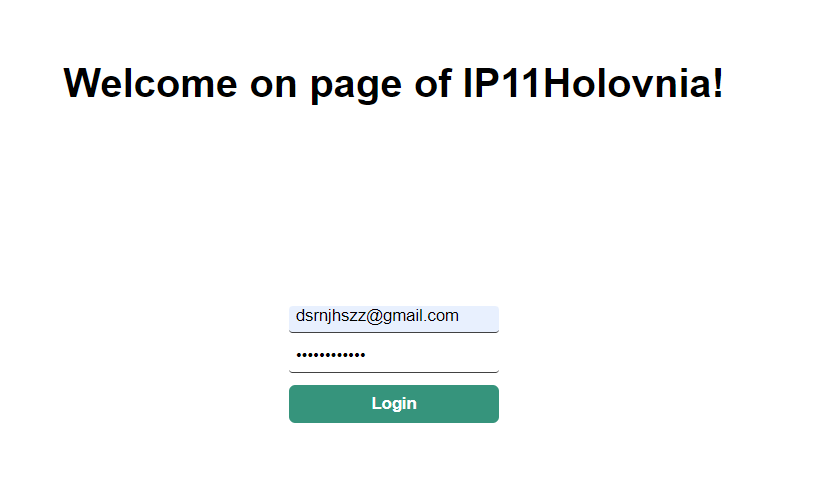 Welcome on page of IP11Holovnia!
dsrnjhszz@gmail.com
••••••••••••
Login